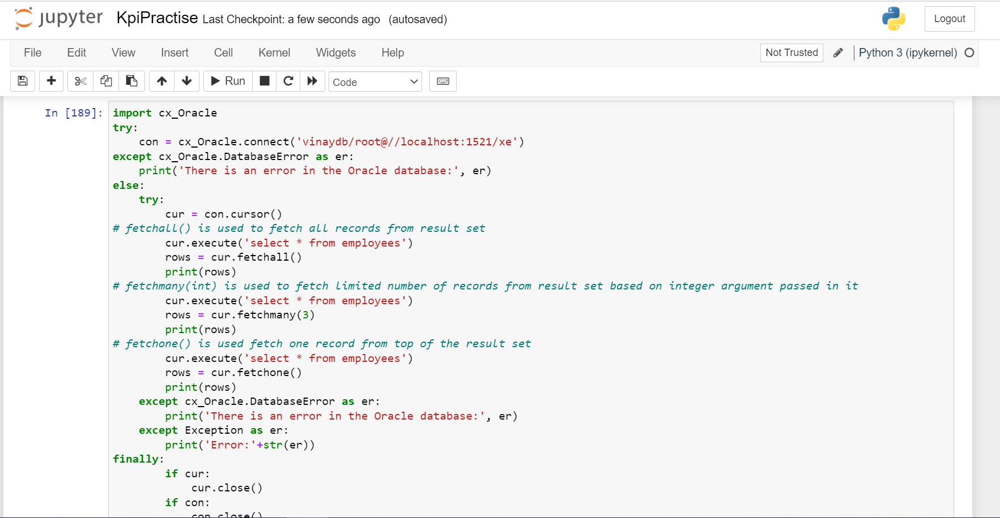 jupyter KpiPractise Last Checkpoint: a few seconds ago (autosaved) Logout
File Edit View Insert Cell Kernel Widgets Help Not Trusted Python 3 (ipykernel)
Run Code
In [189]: import cx_Oracle
try:
    con = cx_Oracle.connect('vinaydb/root@//localhost:1521/xe')
except cx_Oracle.DatabaseError as er:
    print('There is an error in the Oracle database:', er)
else:
    try:
        cur = con.cursor()
# fetchall() is used to fetch all records from result set
        cur.execute('select * from employees')
        rows = cur.fetchall()
        print(rows)
# fetchmany(int) is used to fetch limited number of records from result set based on integer argument passed in it
        cur.execute('select * from employees')
        rows = cur.fetchmany(3)
        print(rows)
# fetchone() is used fetch one record from top of the result set
        cur.execute('select * from employees')
        rows = cur.fetchone()
        print(rows)
    except cx_Oracle.DatabaseError as er:
        print('There is an error in the Oracle database:', er)
    except Exception as er:
        print('Error:'+str(er))
finally:
        if cur:
            cur.close()
        if con:
            con.close()